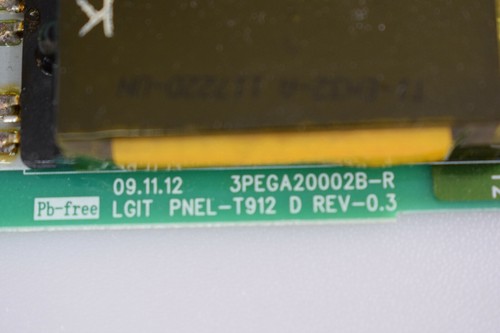 K
09.11.12 3PEGA20002B-R
Pb-free LGIT PNEL-T912 D REV-0.3